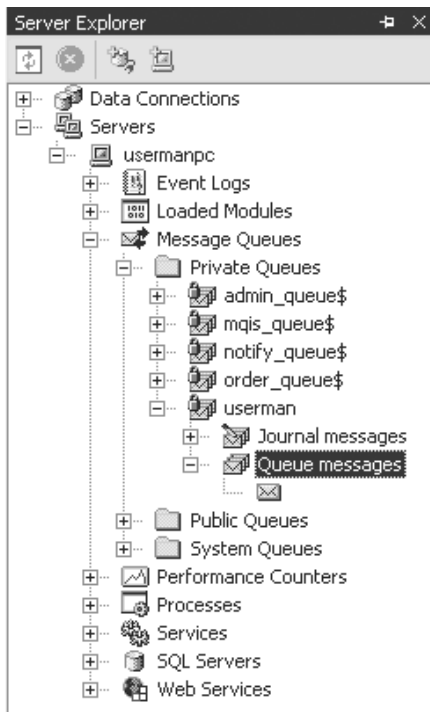 Server Explorer
Data Connections
Servers
usermanpc
Event Logs
Loaded Modules
Message Queues
Private Queues
admin_queue$
mqis_queue$
notify_queue$
order_queue$
userman
Journal messages
Queue messages
Public Queues
System Queues
Performance Counters
Processes
Services
SQL Servers
Web Services